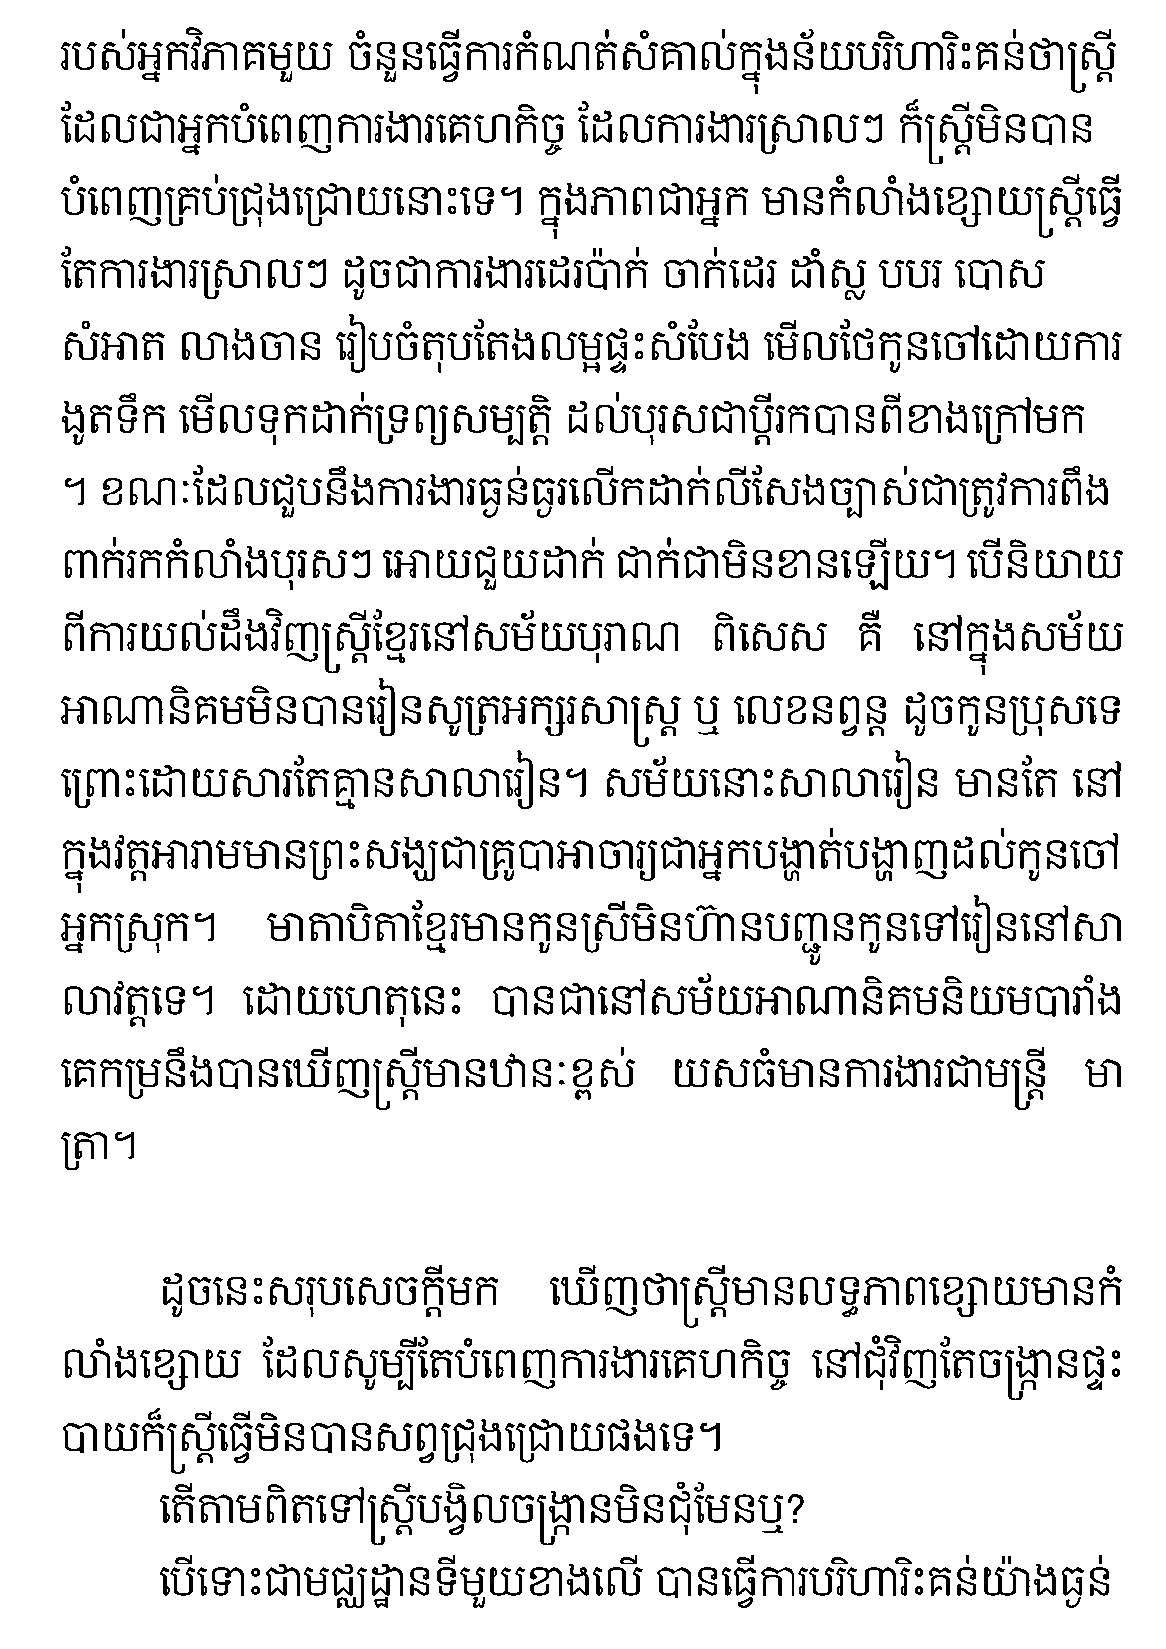 របស់អ្នកវិភាគមួយ ចំនួនធ្វើការកំណត់សំគាល់ក្នុងន័យបរិហារិះគន់ថាស្ត្រី
ដែលជាអ្នកបំពេញការងារគេហកិច្ច ដែលការងារស្រាលៗ ក៏ស្ត្រីមិនបាន
បំពេញគ្រប់ជ្រុងជ្រោយនោះទេ។ ក្នុងភាពជាអ្នក មានកំលាំងខ្សោយស្ត្រីធ្វើ
តែការងារស្រាលៗ ដូចជាការងារដេរប៉ាក់ ចាក់ដេរ ដាំស្ល បបរ បោស
សំអាត លាងចាន រៀបចំតុបតែងលម្អផ្ទះសំបែង មើលថែកូនចៅដោយការ
ងូតទឹក មើលទុកដាក់ទ្រព្យសម្បត្តិ ដល់បុរសជាប្តីរកបានពីខាងក្រៅមក
។ ខណៈដែលជួបនឹងការងារធ្ងន់ធ្ងរលើកដាក់លីសែងច្បាស់ជាត្រូវការពឹង
ពាក់រកកំលាំងបុរសៗ អោយជួយដាក់ ជាក់ជាមិនខានឡើយ។ បើនិយាយ
ពីការយល់ដឹងវិញស្ត្រីខ្មែរនៅសម័យបុរាណ ពិសេស គឺ នៅក្នុងសម័យ
អាណានិគមមិនបានរៀនសូត្រអក្សរសាស្ត្រ ឬ លេខនព្វន្ត ដូចកូនប្រុសទេ
ព្រោះដោយសារតែគ្មានសាលារៀន។ សម័យនោះសាលារៀន មានតែ នៅ
ក្នុងវត្តអារាមមានព្រះសង្ឃជាគ្រូបាអាចារ្យជាអ្នកបង្ហាត់បង្ហាញដល់កូនចៅ
អ្នកស្រុក។ មាតាបិតាខ្មែរមានកូនស្រីមិនហ៊ានបញ្ជូនកូនទៅរៀននៅសា
លាវត្តទេ។ ដោយហេតុនេះ បានជានៅសម័យអាណានិគមនិយមបារាំង
គេកម្រនឹងបានឃើញស្ត្រីមានឋានៈខ្ពស់ យសធំមានការងារជាមន្ត្រី មា
ត្រា។
ដូចនេះសរុបសេចក្តីមក ឃើញថាស្ត្រីមានលទ្ធភាពខ្សោយមានកំ
លាំងខ្សោយ ដែលសូម្បីតែបំពេញការងារគេហកិច្ច នៅជុំវិញតែចង្ក្រានផ្ទះ
បាយក៏ស្ត្រីធ្វើមិនបានសព្វជ្រុងជ្រោយផងទេ។
តើតាមពិតទៅស្ត្រីបង្វិលចង្ក្រានមិនជុំមែនឬ?
បើទោះជាមជ្ឈដ្ឋានទីមួយខាងលើ បានធ្វើការបរិហារិះគន់យ៉ាងធ្ងន់